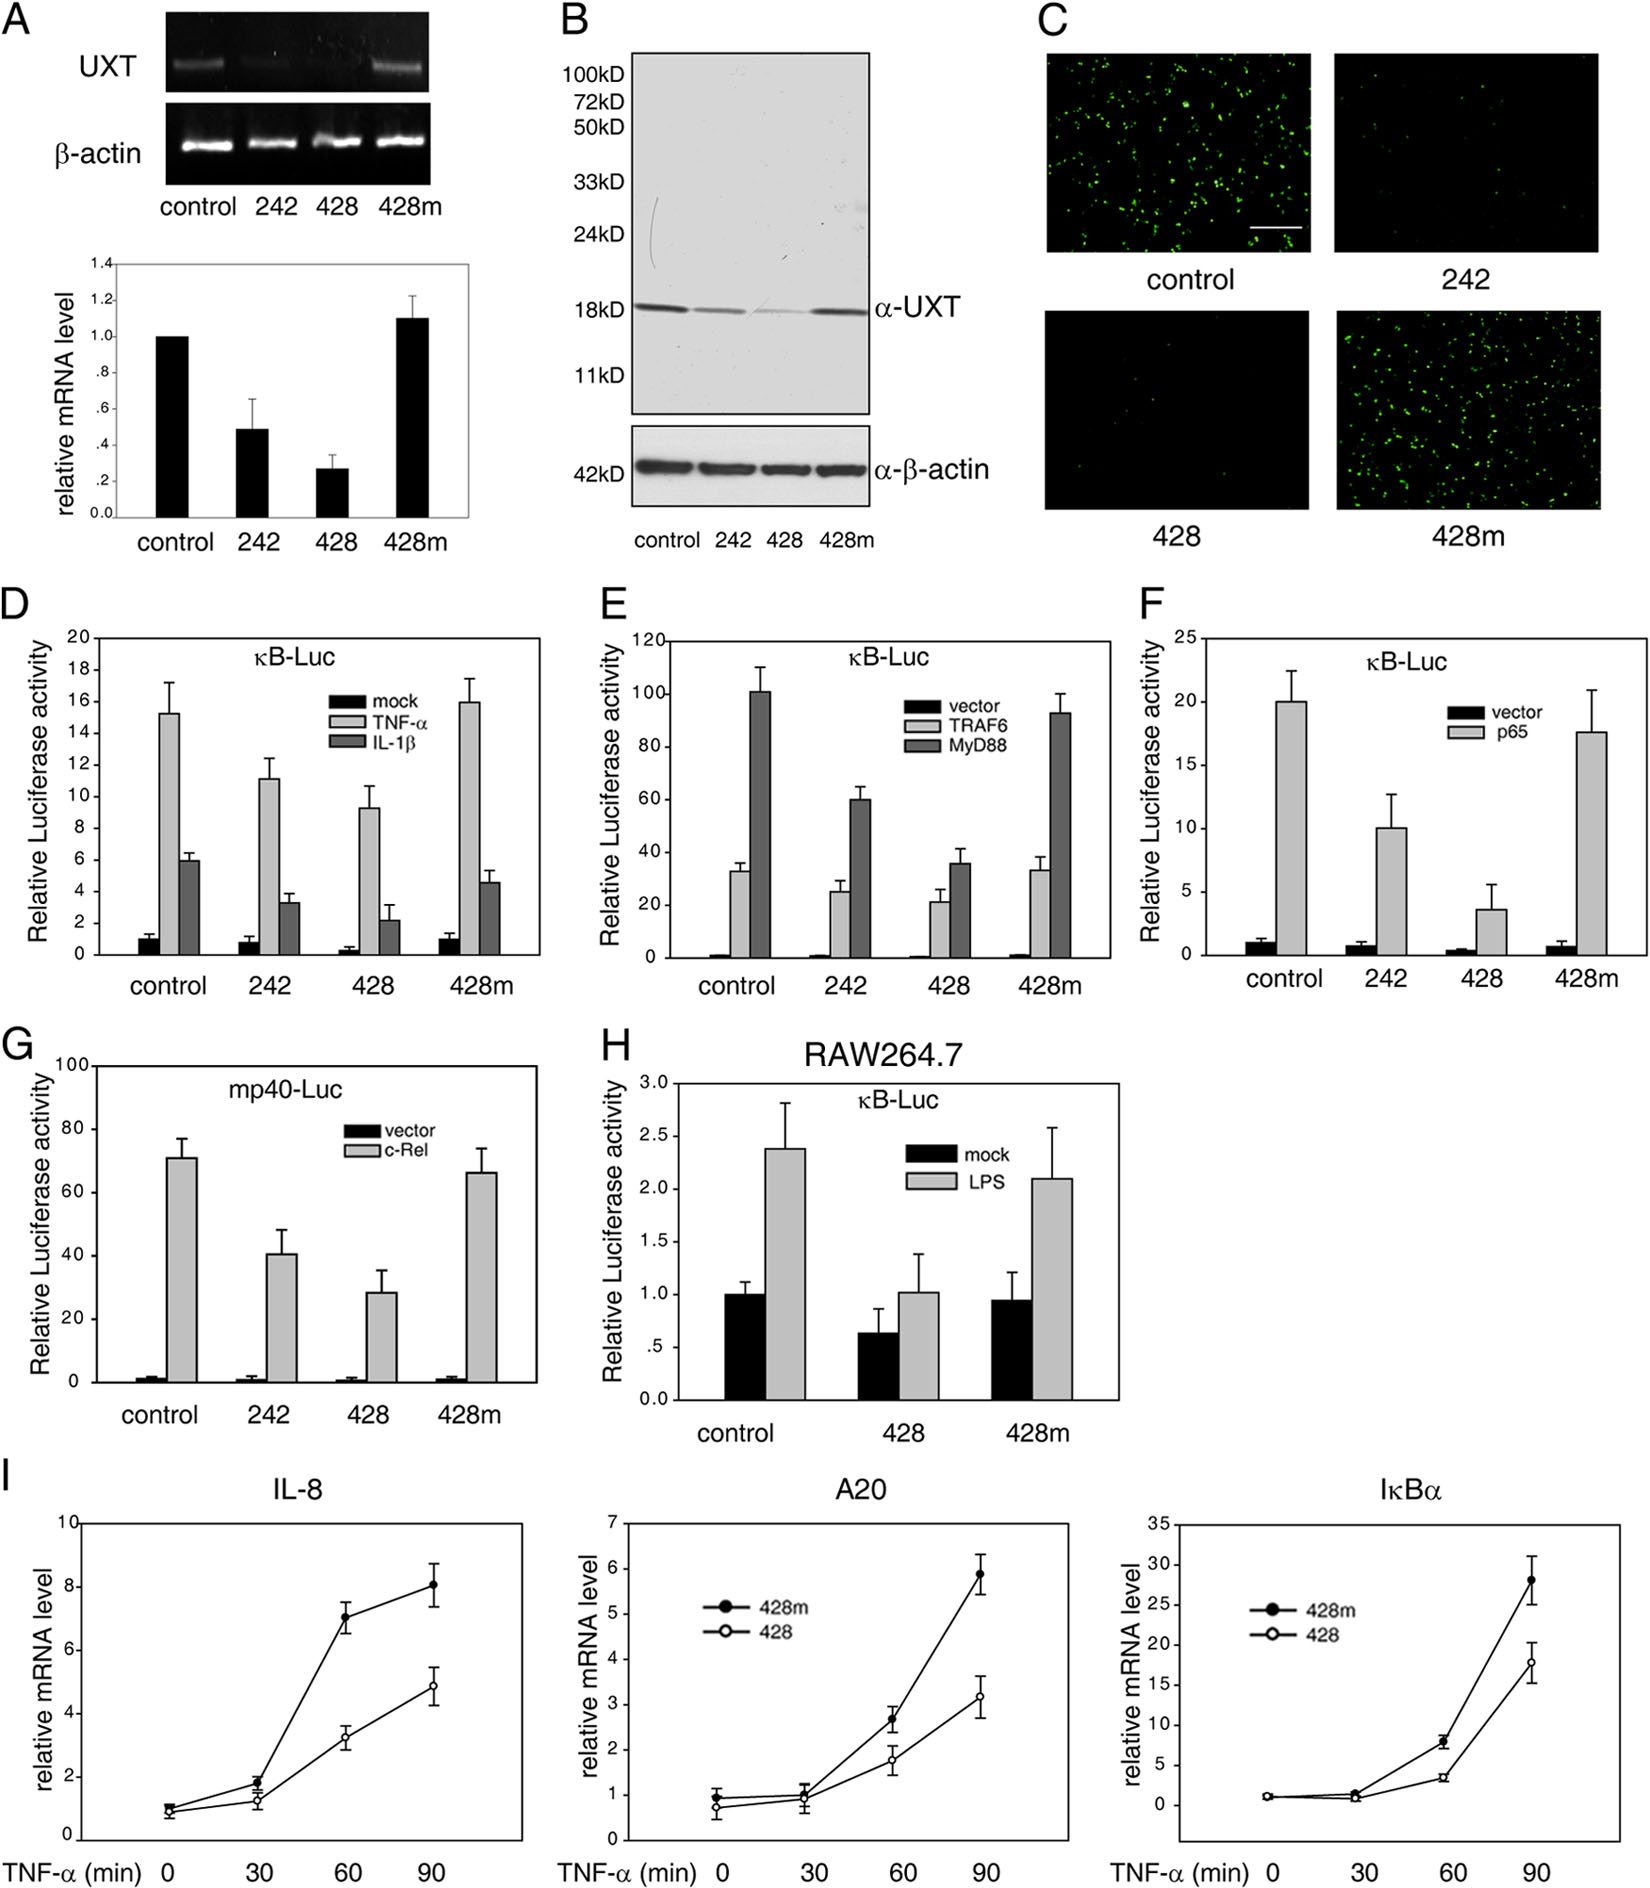 A
UXT
β-actin
control 242 428 428m
relative mRNA level
1.4
1.2
1.0
.8
.6
.4
.2
0.0
control 242 428 428m
B
100kD
72kD
50kD
33kD
24kD
18kD
11kD
α-UXT
42kD
α-β-actin
control 242 428 428m
C
control 242
428 428m
D
Relative Luciferase activity
κB-Luc
mock
TNF-α
IL-1β
20
18
16
14
12
10
8
6
4
2
0
control 242 428 428m
E
Relative Luciferase activity
κB-Luc
vector
TRAF6
MyD88
120
100
80
60
40
20
0
control 242 428 428m
F
Relative Luciferase activity
κB-Luc
vector
p65
25
20
15
10
5
0
control 242 428 428m
G
Relative Luciferase activity
mp40-Luc
vector
c-Rel
100
80
60
40
20
0
control 242 428 428m
H
RAW264.7
Relative Luciferase activity
κB-Luc
mock
LPS
3.0
2.5
2.0
1.5
1.0
.5
0.0
control 428 428m
I
IL-8
relative mRNA level
10
8
6
4
2
0
TNF-α (min) 0 30 60 90
A20
relative mRNA level
428m
428
7
6
5
4
3
2
1
0
TNF-α (min) 0 30 60 90
IκBα
relative mRNA level
428m
428
35
30
25
20
15
10
5
0
TNF-α (min) 0 30 60 90